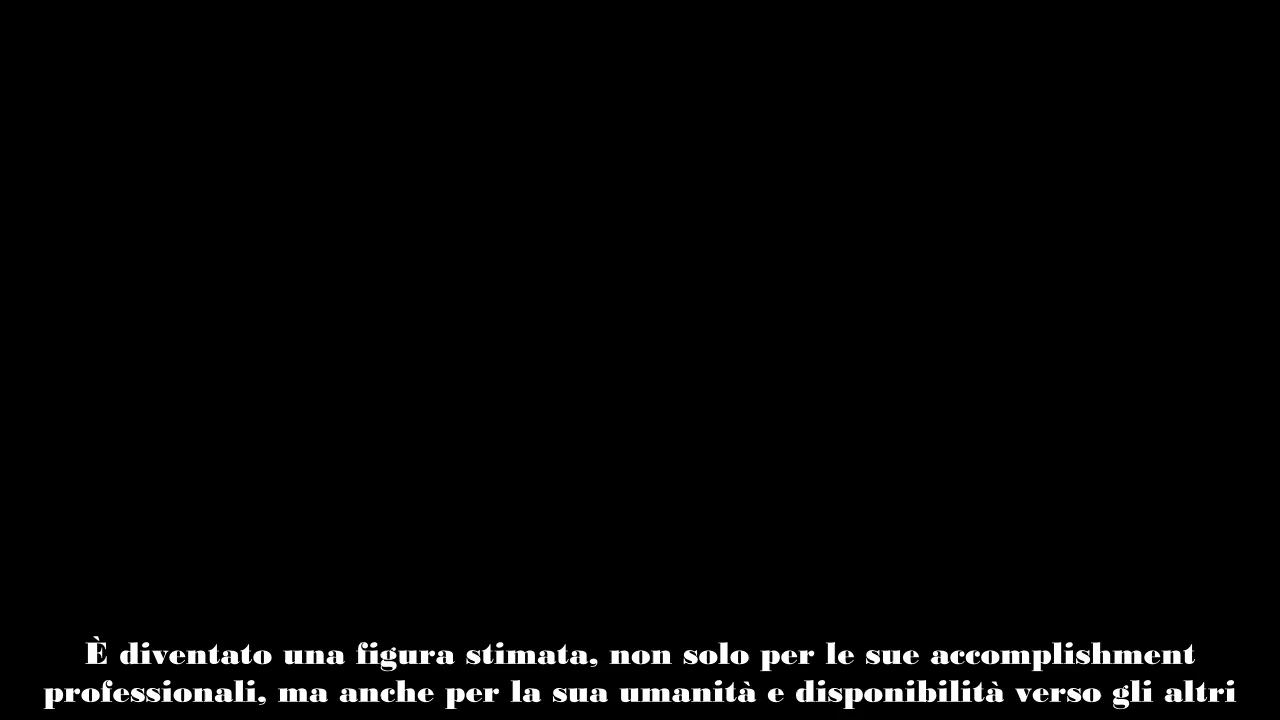 È diventato una figura stimata, non solo per le sue accomplishment
professionali, ma anche per la sua umanità e disponibilità verso gli altri